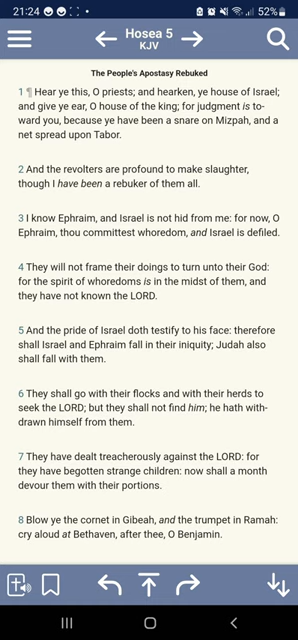 21:24 52%
Hosea 5
KJV
The People's Apostasy Rebuked
1 ¶ Hear ye this, O priests; and hearken, ye house of Israel;
and give ye ear, O house of the king; for judgment is to-
ward you, because ye have been a snare on Mizpah, and a
net spread upon Tabor.
2 And the revolters are profound to make slaughter,
though I have been a rebuker of them all.
3 I know Ephraim, and Israel is not hid from me: for now, O
Ephraim, thou committest whoredom, and Israel is defiled.
4 They will not frame their doings to turn unto their God:
for the spirit of whoredoms is in the midst of them, and
they have not known the LORD.
5 And the pride of Israel doth testify to his face: therefore
shall Israel and Ephraim fall in their iniquity; Judah also
shall fall with them.
6 They shall go with their flocks and with their herds to
seek the LORD; but they shall not find him; he hath with-
drawn himself from them.
7 They have dealt treacherously against the LORD: for
they have begotten strange children: now shall a month
devour them with their portions.
8 Blow ye the cornet in Gibeah, and the trumpet in Ramah:
cry aloud at Bethaven, after thee, O Benjamin.